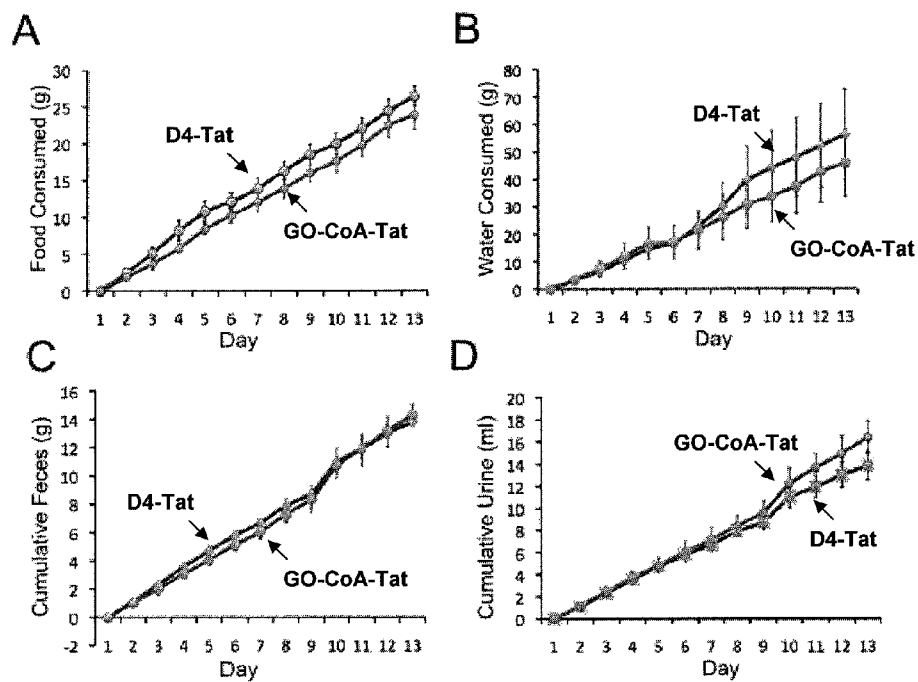 A
Food Consumed (g)
30
25
20
15
10
5
0
D4-Tat
GO-CoA-Tat
1 2 3 4 5 6 7 8 9 10 11 12 13
Day
B
Water Consumed (g)
80
70
60
50
40
30
20
10
0
D4-Tat
GO-CoA-Tat
1 2 3 4 5 6 7 8 9 10 11 12 13
Day
C
Cumulative Feces (g)
16
14
12
10
8
6
4
2
0
-2
D4-Tat
GO-CoA-Tat
1 2 3 4 5 6 7 8 9 10 11 12 13
Day
D
Cumulative Urine (ml)
20
18
16
14
12
10
8
6
4
2
0
GO-CoA-Tat
D4-Tat
1 2 3 4 5 6 7 8 9 10 11 12 13
Day